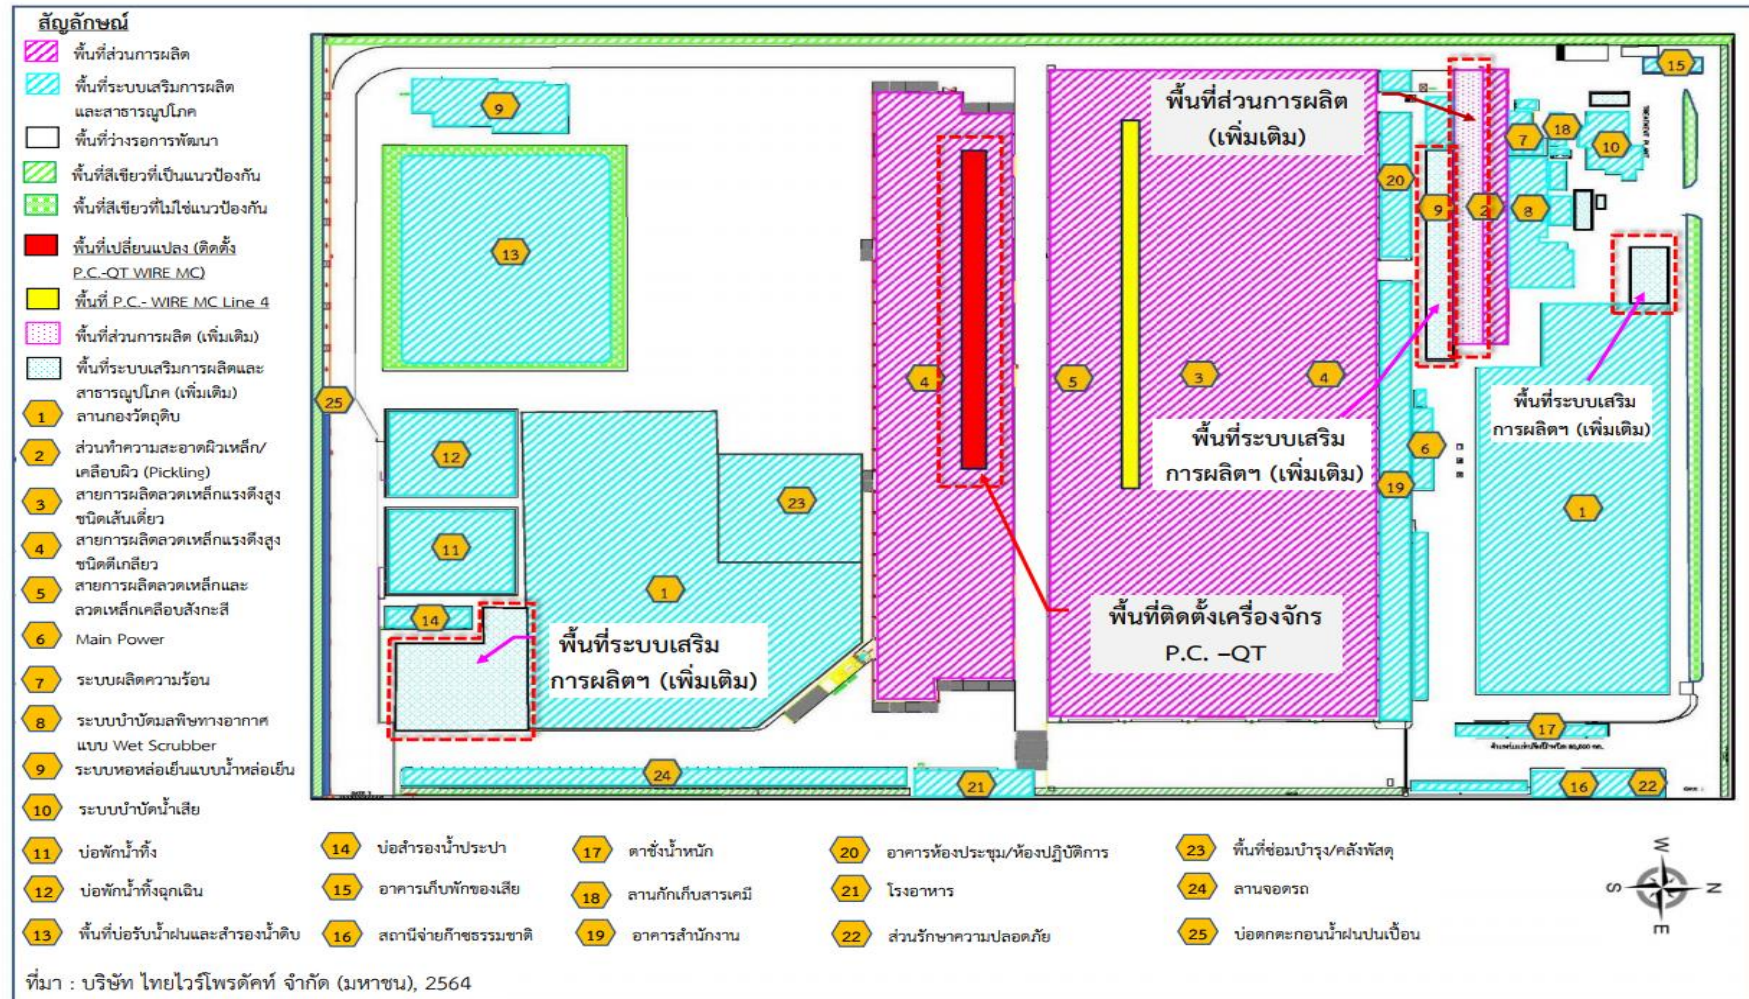 สัญลักษณ์
พื้นที่ส่วนการผลิต
พื้นที่ระบบเสริมการผลิต
และสาธารณูปโภค
พื้นที่ว่างรอการพัฒนา
พื้นที่สีเขียวที่เป็นแนวป้องกัน
พื้นที่สีเขียวที่ไม่ใช่แนวป้องกัน
พื้นที่เปลี่ยนแปลง (ติดตั้ง
P.C.-QT WIRE MC)
พื้นที่ P.C.- WIRE MC Line 4
พื้นที่ส่วนการผลิต (เพิ่มเติม)
พื้นที่ระบบเสริมการผลิตและ
สาธารณูปโภค (เพิ่มเติม)
1 ลานกองวัตถุดิบ
2 ส่วนทำความสะอาดผิวเหล็ก/
เคลือบผิว (Pickling)
3 สายการผลิตลวดเหล็กแรงดึงสูง
ชนิดเส้นเดี่ยว
4 สายการผลิตลวดเหล็กแรงดึงสูง
ชนิดตีเกลียว
5 สายการผลิตลวดเหล็กและ
ลวดเหล็กเคลือบสังกะสี
6 Main Power
7 ระบบผลิตความร้อน
8 ระบบบำบัดมลพิษทางอากาศ
แบบ Wet Scrubber
9 ระบบหอหล่อเย็นแบบน้ำหล่อเย็น
10 ระบบบำบัดน้ำเสีย
11 บ่อพักน้ำทิ้ง
12 บ่อพักน้ำทิ้งฉุกเฉิน
13 พื้นที่บ่อรับน้ำฝนและสำรองน้ำดิบ
14 บ่อสำรองน้ำประปา
15 อาคารเก็บพักของเสีย
16 สถานีจ่ายก๊าซธรรมชาติ
17 ตาชั่งน้ำหนัก
18 ลานกักเก็บสารเคมี
19 อาคารสำนักงาน
20 อาคารห้องประชุม/ห้องปฏิบัติการ
21 โรงอาหาร
22 ส่วนรักษาความปลอดภัย
23 พื้นที่ซ่อมบำรุง/คลังพัสดุ
24 ลานจอดรถ
25 บ่อตกตะกอนน้ำฝนปนเปื้อน
9
13
25
12
11
14
1
23
24
พื้นที่ระบบเสริม
การผลิตฯ (เพิ่มเติม)
4
5
3
4
พื้นที่ติดตั้งเครื่องจักร
P.C. -QT
21
พื้นที่ส่วนการผลิต
(เพิ่มเติม)
20
9
2
7
18
10
15
8
TREATMENT PLANT
พื้นที่ระบบเสริม
การผลิตฯ (เพิ่มเติม)
พื้นที่ระบบเสริม
การผลิตฯ (เพิ่มเติม)
6
19
1
17
16
22
W
S
N
E
ที่มา : บริษัท ไทยไวร์โพรดัคท์ จำกัด (มหาชน), 2564